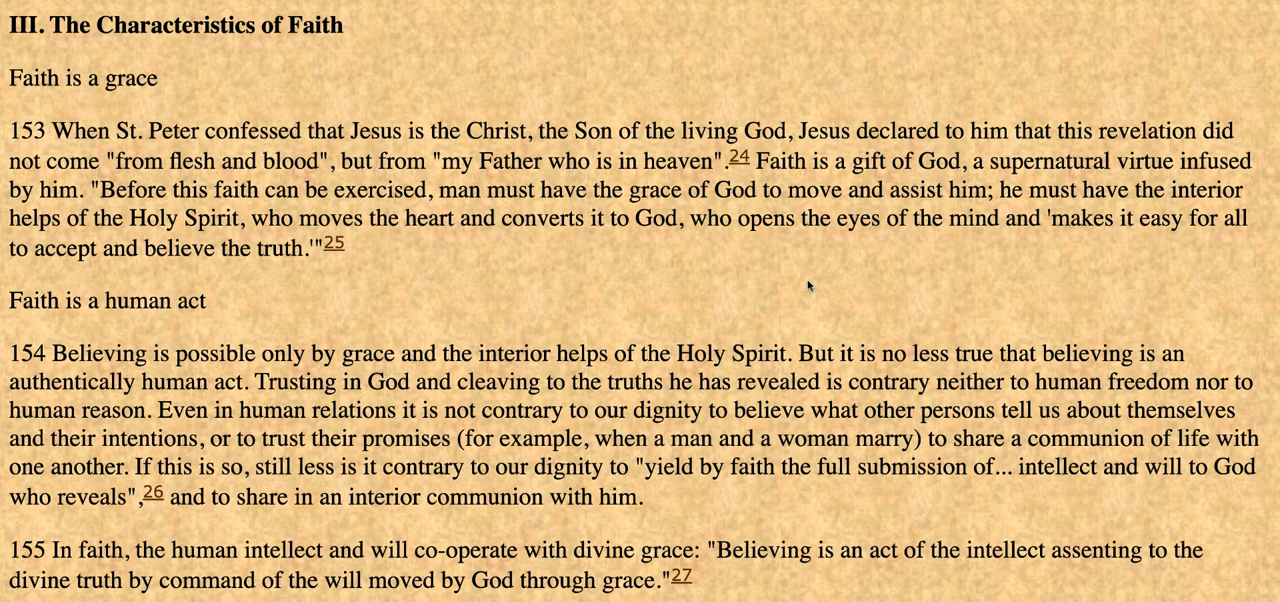 III. The Characteristics of Faith
Faith is a grace
153 When St. Peter confessed that Jesus is the Christ, the Son of the living God, Jesus declared to him that this revelation did
not come "from flesh and blood", but from "my Father who is in heaven".24 Faith is a gift of God, a supernatural virtue infused
by him. "Before this faith can be exercised, man must have the grace of God to move and assist him; he must have the interior
helps of the Holy Spirit, who moves the heart and converts it to God, who opens the eyes of the mind and 'makes it easy for all
to accept and believe the truth.'"25
Faith is a human act
154 Believing is possible only by grace and the interior helps of the Holy Spirit. But it is no less true that believing is an
authentically human act. Trusting in God and cleaving to the truths he has revealed is contrary neither to human freedom nor to
human reason. Even in human relations it is not contrary to our dignity to believe what other persons tell us about themselves
and their intentions, or to trust their promises (for example, when a man and a woman marry) to share a communion of life with
one another. If this is so, still less is it contrary to our dignity to "yield by faith the full submission of... intellect and will to God
who reveals",26 and to share in an interior communion with him.
155 In faith, the human intellect and will co-operate with divine grace: "Believing is an act of the intellect assenting to the
divine truth by command of the will moved by God through grace."27